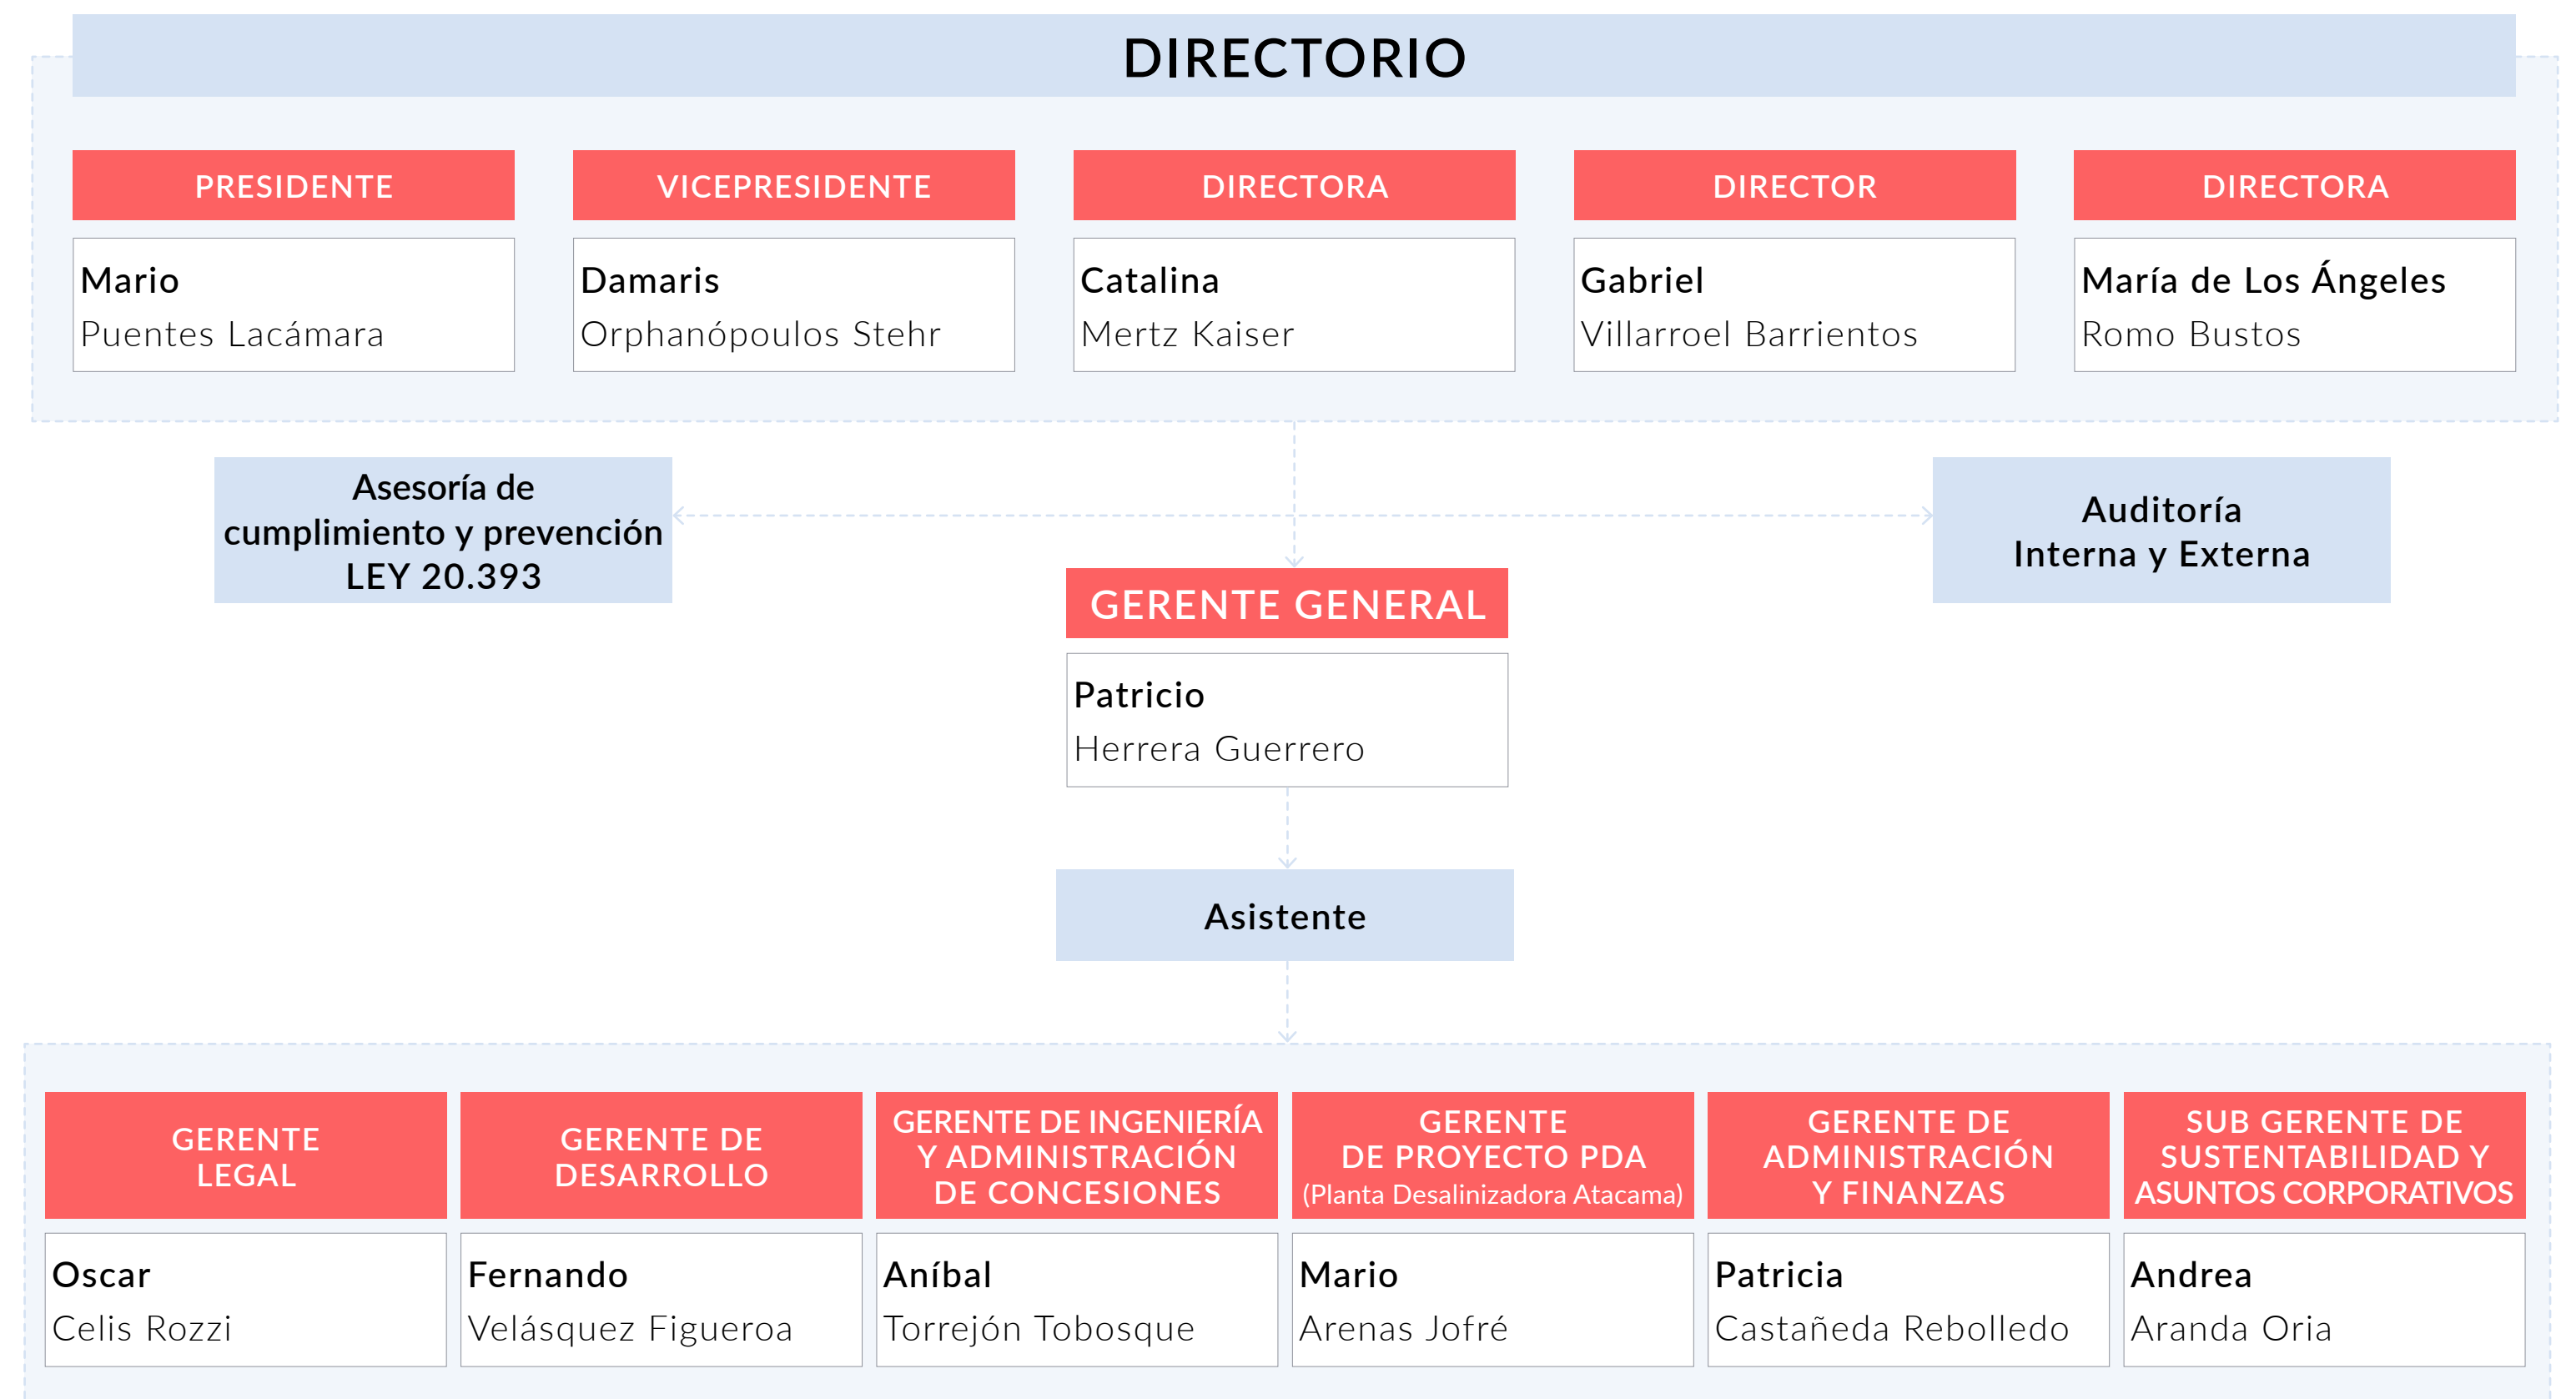 DIRECTORIO
PRESIDENTE
Mario
Puentes Lacámara
VICEPRESIDENTE
Damaris
Orphanópoulos Stehr
DIRECTORA
Catalina
Mertz Kaiser
DIRECTOR
Gabriel
Villarroel Barrientos
DIRECTORA
María de Los Ángeles
Romo Bustos
Asesoría de
cumplimiento y prevención
LEY 20.393
Auditoría
Interna y Externa
GERENTE GENERAL
Patricio
Herrera Guerrero
Asistente
GERENTE
LEGAL
Oscar
Celis Rozzi
GERENTE DE
DESARROLLO
Fernando
Velásquez Figueroa
GERENTE DE INGENIERÍA
Y ADMINISTRACIÓN
DE CONCESIONES
Aníbal
Torrejón Tobosque
GERENTE
DE PROYECTO PDA
(Planta Desalinizadora Atacama)
Mario
Arenas Jofré
GERENTE DE
ADMINISTRACIÓN
Y FINANZAS
Patricia
Castañeda Rebolledo
SUB GERENTE DE
SUSTENTABILIDAD Y
ASUNTOS CORPORATIVOS
Andrea
Aranda Oria